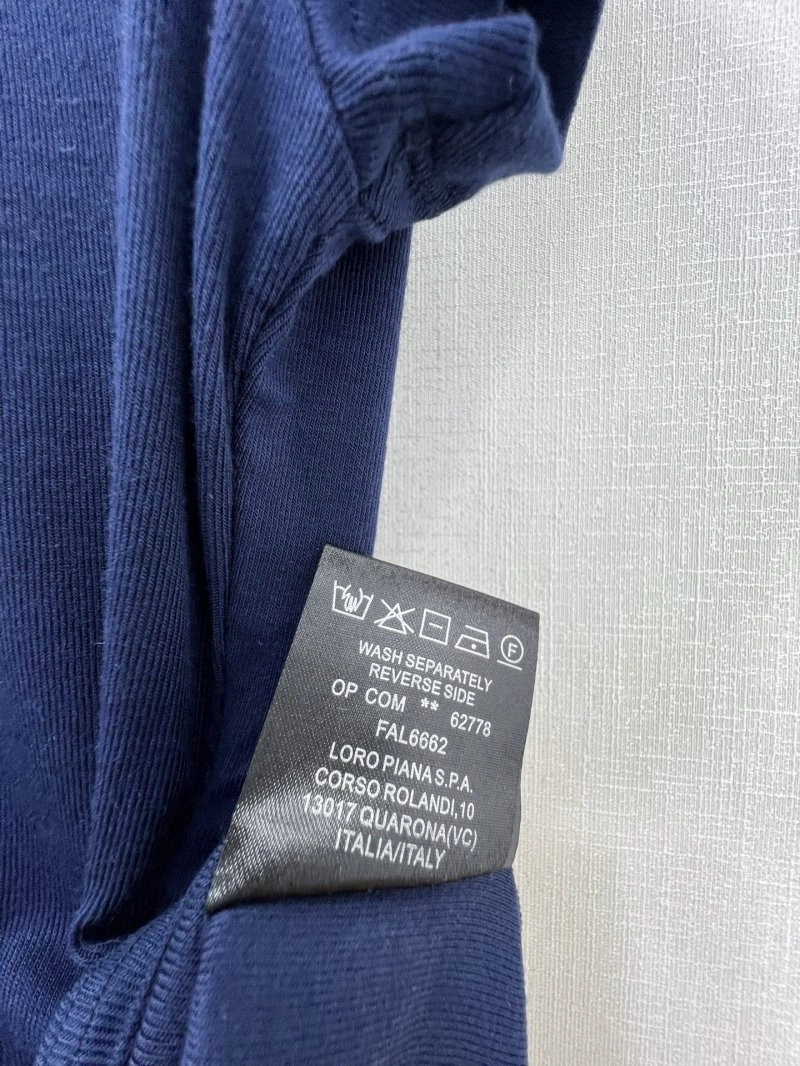 F
WASH SEPARATELY
REVERSE SIDE
OP COM ** 62778
FAL6662
LORO PIANA S.P.A.
CORSO ROLANDI,10
13017 QUARONA(VC)
ITALIA/ITALY